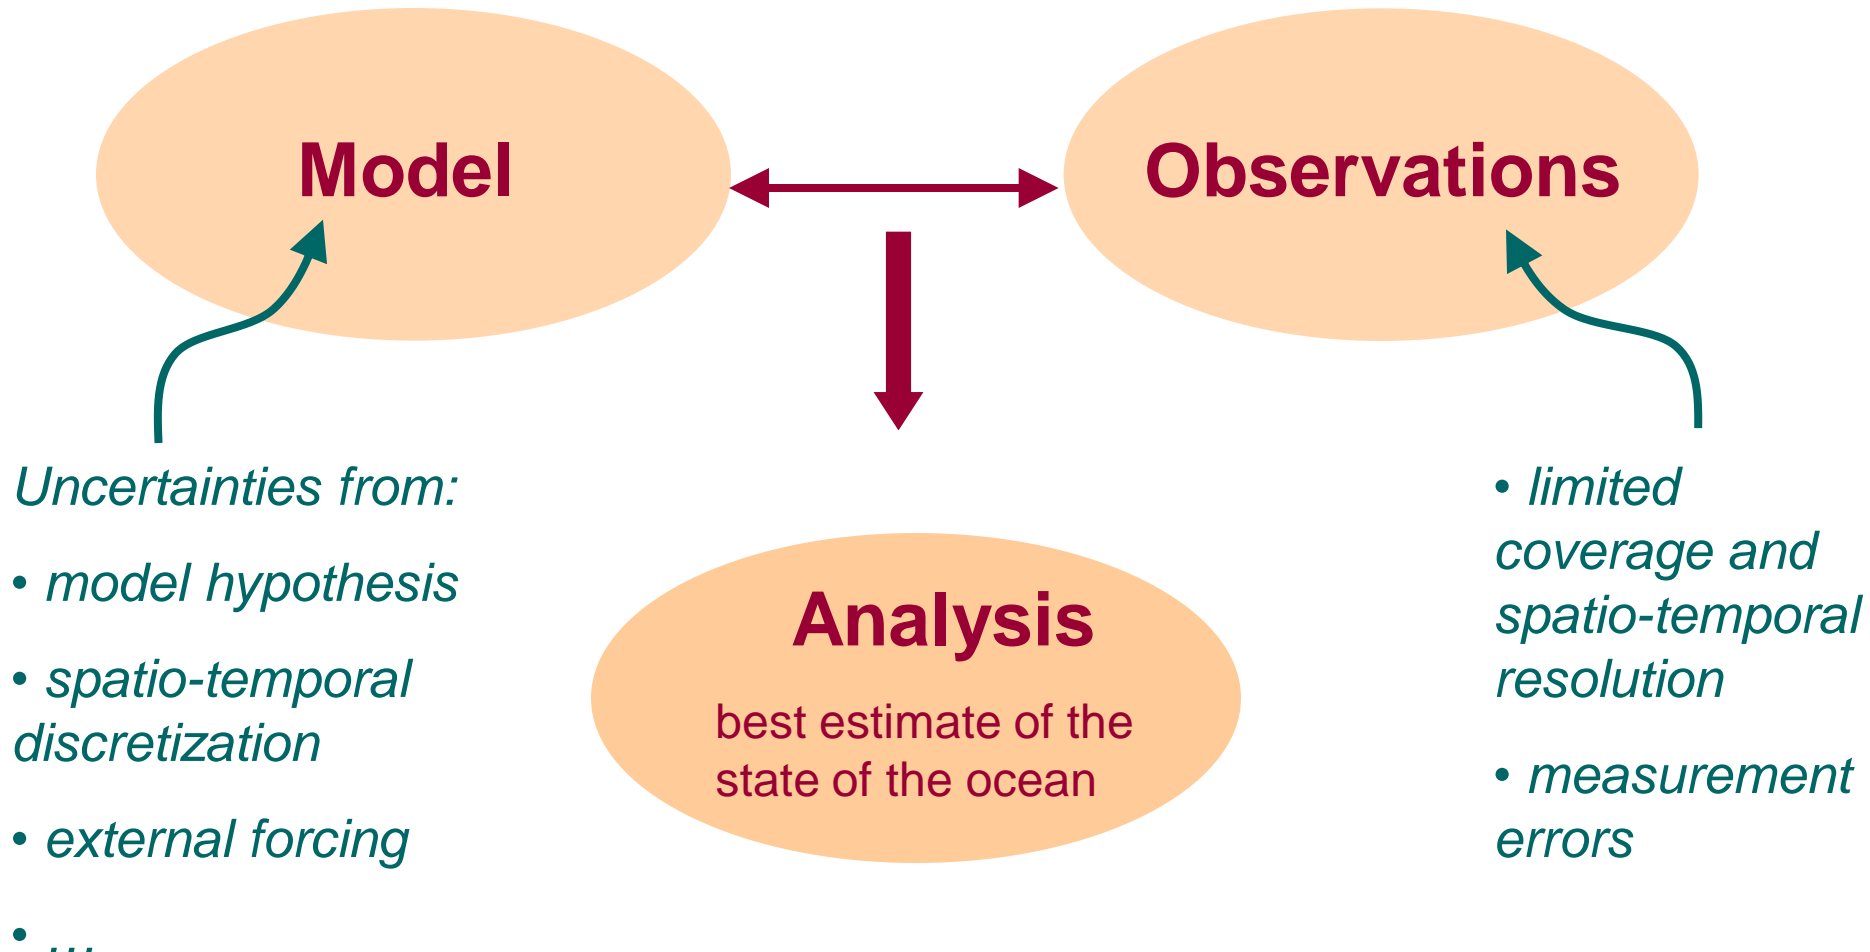 Model
Observations
Uncertainties from:
• model hypothesis
• spatio-temporal
discretization
• external forcing
• ...
Analysis
best estimate of the
state of the ocean
• limited
coverage and
spatio-temporal
resolution
• measurement
errors